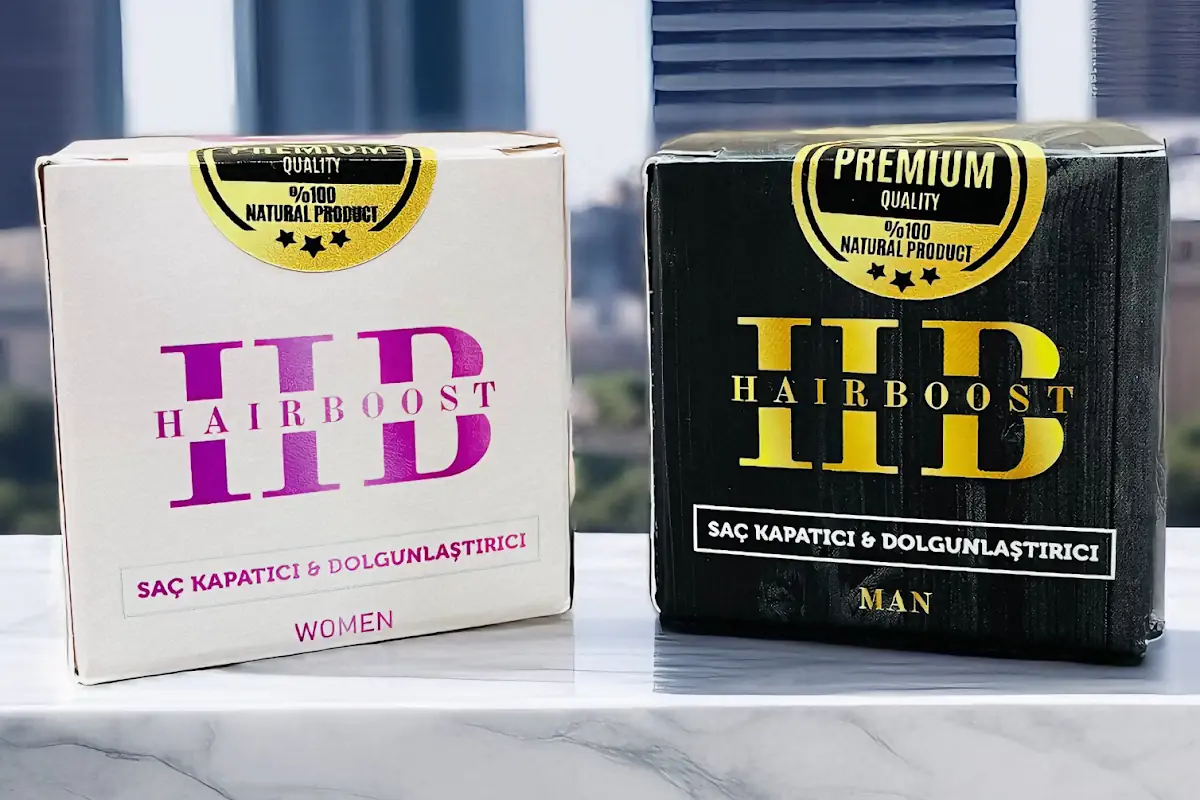 PREMIUM
QUALITY
%100
NATURAL PRODUCT
HB
HAIRBOOST
SAÇ KAPATICI & DOLGUNLAŞTIRICI
WOMEN
PREMIUM
QUALITY
%100
NATURAL PRODUCT
HB
HAIRBOOST
SAÇ KAPATICI & DOLGUNLAŞTIRICI
MAN